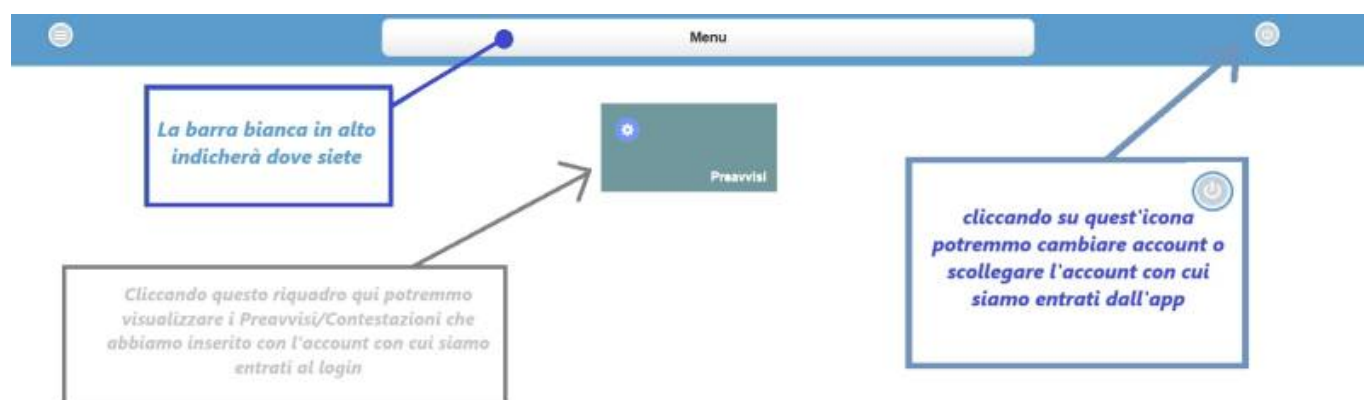 Menu
La barra bianca in alto
indicherà dove siete
Preavvisi
cliccando su quest'icona
potremmo cambiare account o
scollegare l'account con cui
siamo entrati dall'app
Cliccando questo riquadro qui potremmo
visualizzare i Preavvisi/Contestazioni che
abbiamo inserito con l'account con cui siamo
entrati al login